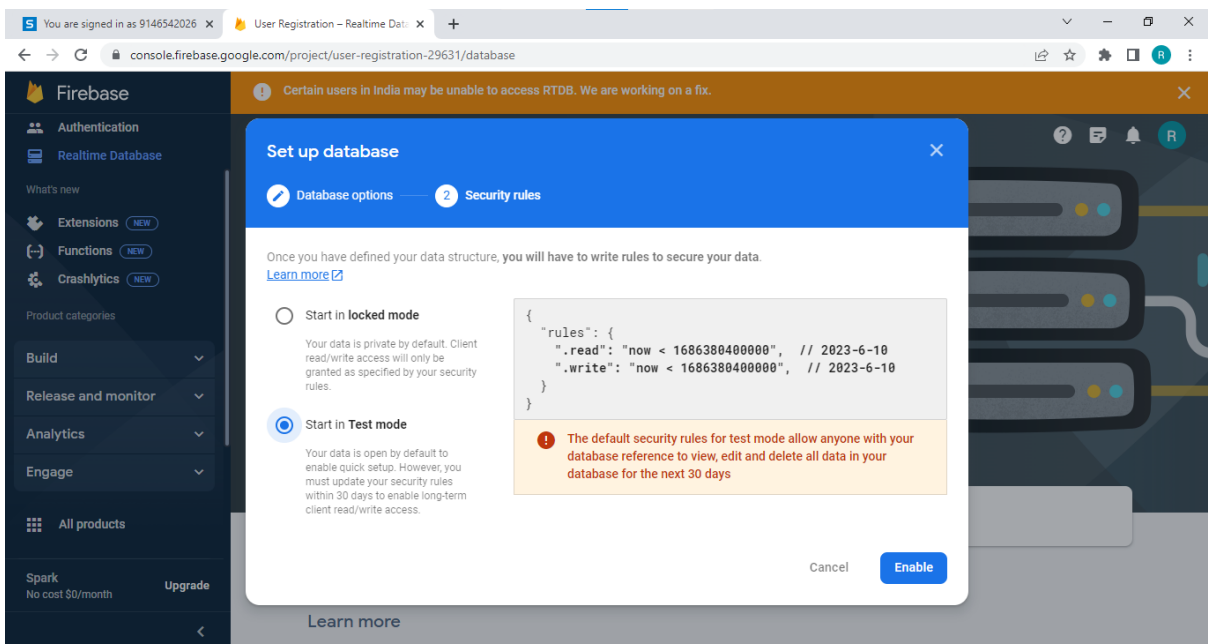 You are signed in as 9146542026
User Registration – Realtime Data
console.firebase.google.com/project/user-registration-29631/database
R
Firebase
Certain users in India may be unable to access RTDB. We are working on a fix.
Authentication
Realtime Database
R
What's new
Extensions NEW
Functions NEW
Crashlytics NEW
Product categories
Build
Release and monitor
Analytics
Engage
All products
Spark
No cost $0/month
Upgrade
Set up database
Database options
2 Security rules
Once you have defined your data structure, you will have to write rules to secure your data.
Learn more
Start in locked mode
Your data is private by default. Client
read/write access will only be
granted as specified by your security
rules.
Start in Test mode
Your data is open by default to
enable quick setup. However, you
must update your security rules
within 30 days to enable long-term
client read/write access.
{
"rules": {
".read": "now < 1686380400000", // 2023-6-10
".write": "now < 1686380400000", // 2023-6-10
}
}
The default security rules for test mode allow anyone with your
database reference to view, edit and delete all data in your
database for the next 30 days
Cancel
Enable
Learn more